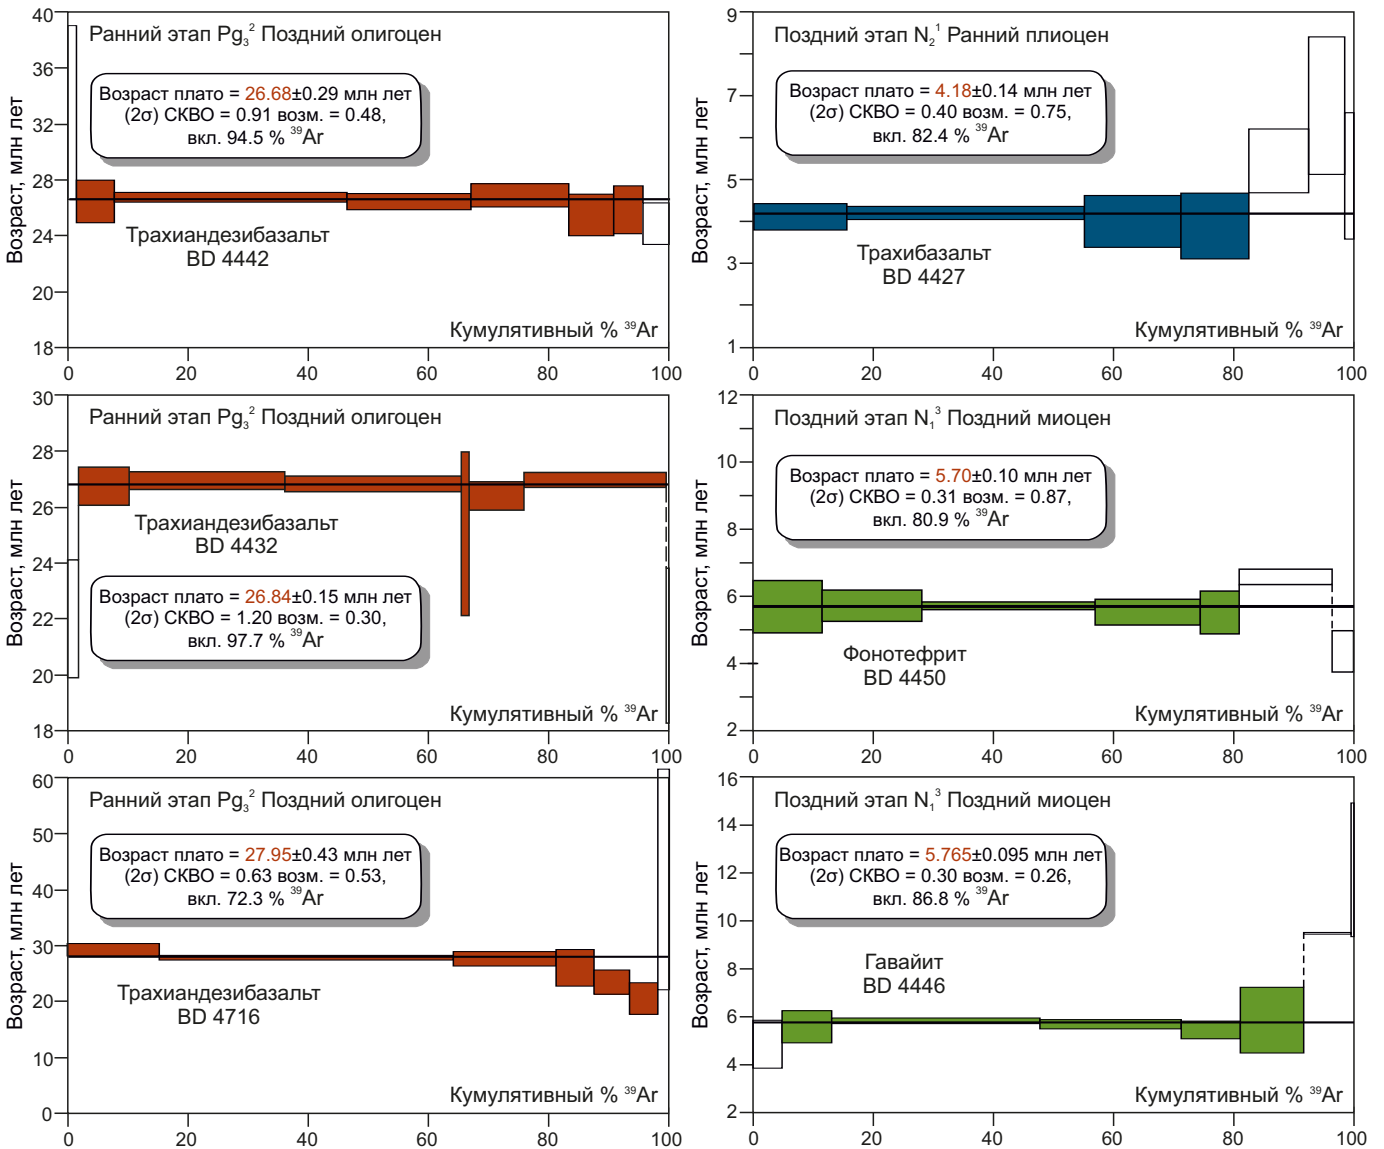 Ранний этап Pg₃² Поздний олигоцен
Возраст плато = 26.68±0.29 млн лет
(2σ) СКВО = 0.91 возм. = 0.48,
вкл. 94.5 % ³⁹Ar
Трахиандезибазальт
BD 4442
Кумулятивный % ³⁹Ar
Возраст, млн лет
40
36
32
28
24
20
18
0 20 40 60 80 100
Поздний этап N₂¹ Ранний плиоцен
Возраст плато = 4.18±0.14 млн лет
(2σ) СКВО = 0.40 возм. = 0.75,
вкл. 82.4 % ³⁹Ar
Трахибазальт
BD 4427
Кумулятивный % ³⁹Ar
Возраст, млн лет
9
7
5
3
1
0 20 40 60 80 100
Ранний этап Pg₃² Поздний олигоцен
Трахиандезибазальт
BD 4432
Возраст плато = 26.84±0.15 млн лет
(2σ) СКВО = 1.20 возм. = 0.30,
вкл. 97.7 % ³⁹Ar
Кумулятивный % ³⁹Ar
Возраст, млн лет
30
28
26
24
22
20
18
0 20 40 60 80 100
Поздний этап N₁³ Поздний миоцен
Возраст плато = 5.70±0.10 млн лет
(2σ) СКВО = 0.31 возм. = 0.87,
вкл. 80.9 % ³⁹Ar
Фонотефрит
BD 4450
Кумулятивный % ³⁹Ar
Возраст, млн лет
12
10
8
6
4
2
0 20 40 60 80 100
Ранний этап Pg₃² Поздний олигоцен
Возраст плато = 27.95±0.43 млн лет
(2σ) СКВО = 0.63 возм. = 0.53,
вкл. 72.3 % ³⁹Ar
Трахиандезибазальт
BD 4716
Кумулятивный % ³⁹Ar
Возраст, млн лет
60
50
40
30
20
10
0
0 20 40 60 80 100
Поздний этап N₁³ Поздний миоцен
Возраст плато = 5.765±0.095 млн лет
(2σ) СКВО = 0.30 возм. = 0.26,
вкл. 86.8 % ³⁹Ar
Гавайит
BD 4446
Кумулятивный % ³⁹Ar
Возраст, млн лет
16
14
12
10
8
6
4
2
0 20 40 60 80 100